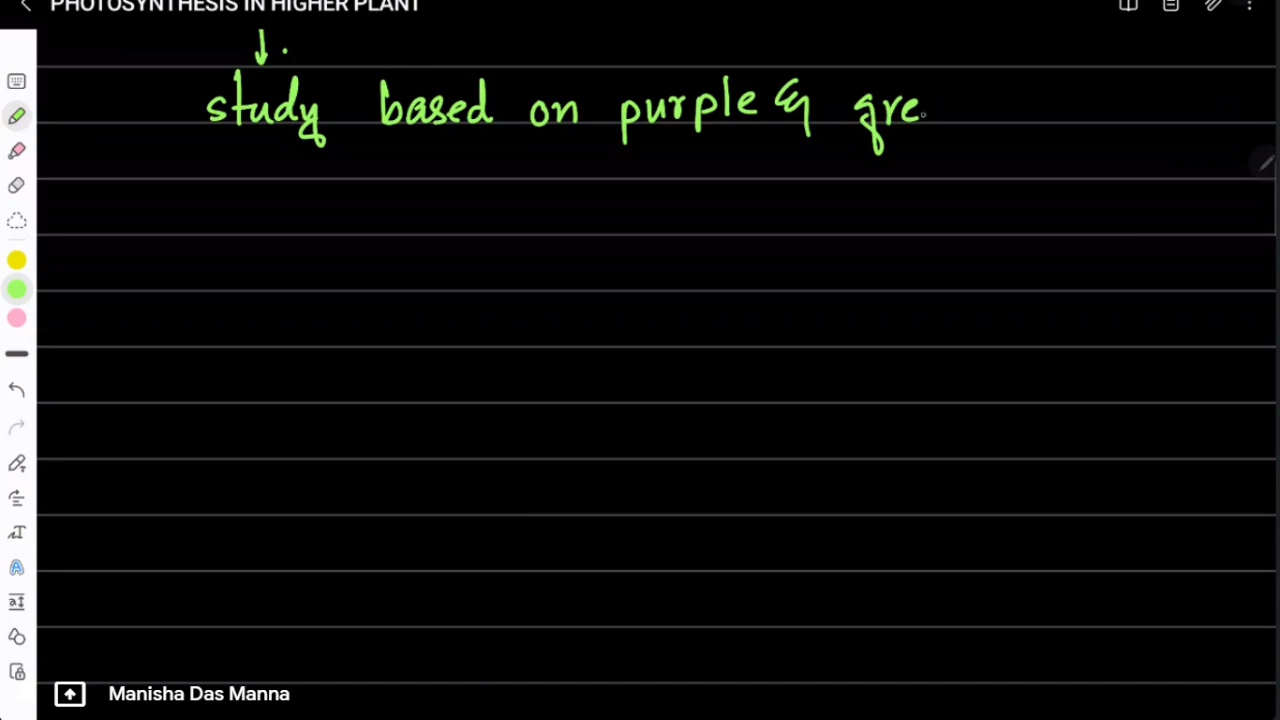 PHOTOSYNTHESIS IN HIGHER PLANT
study based on purple & gre
Manisha Das Manna